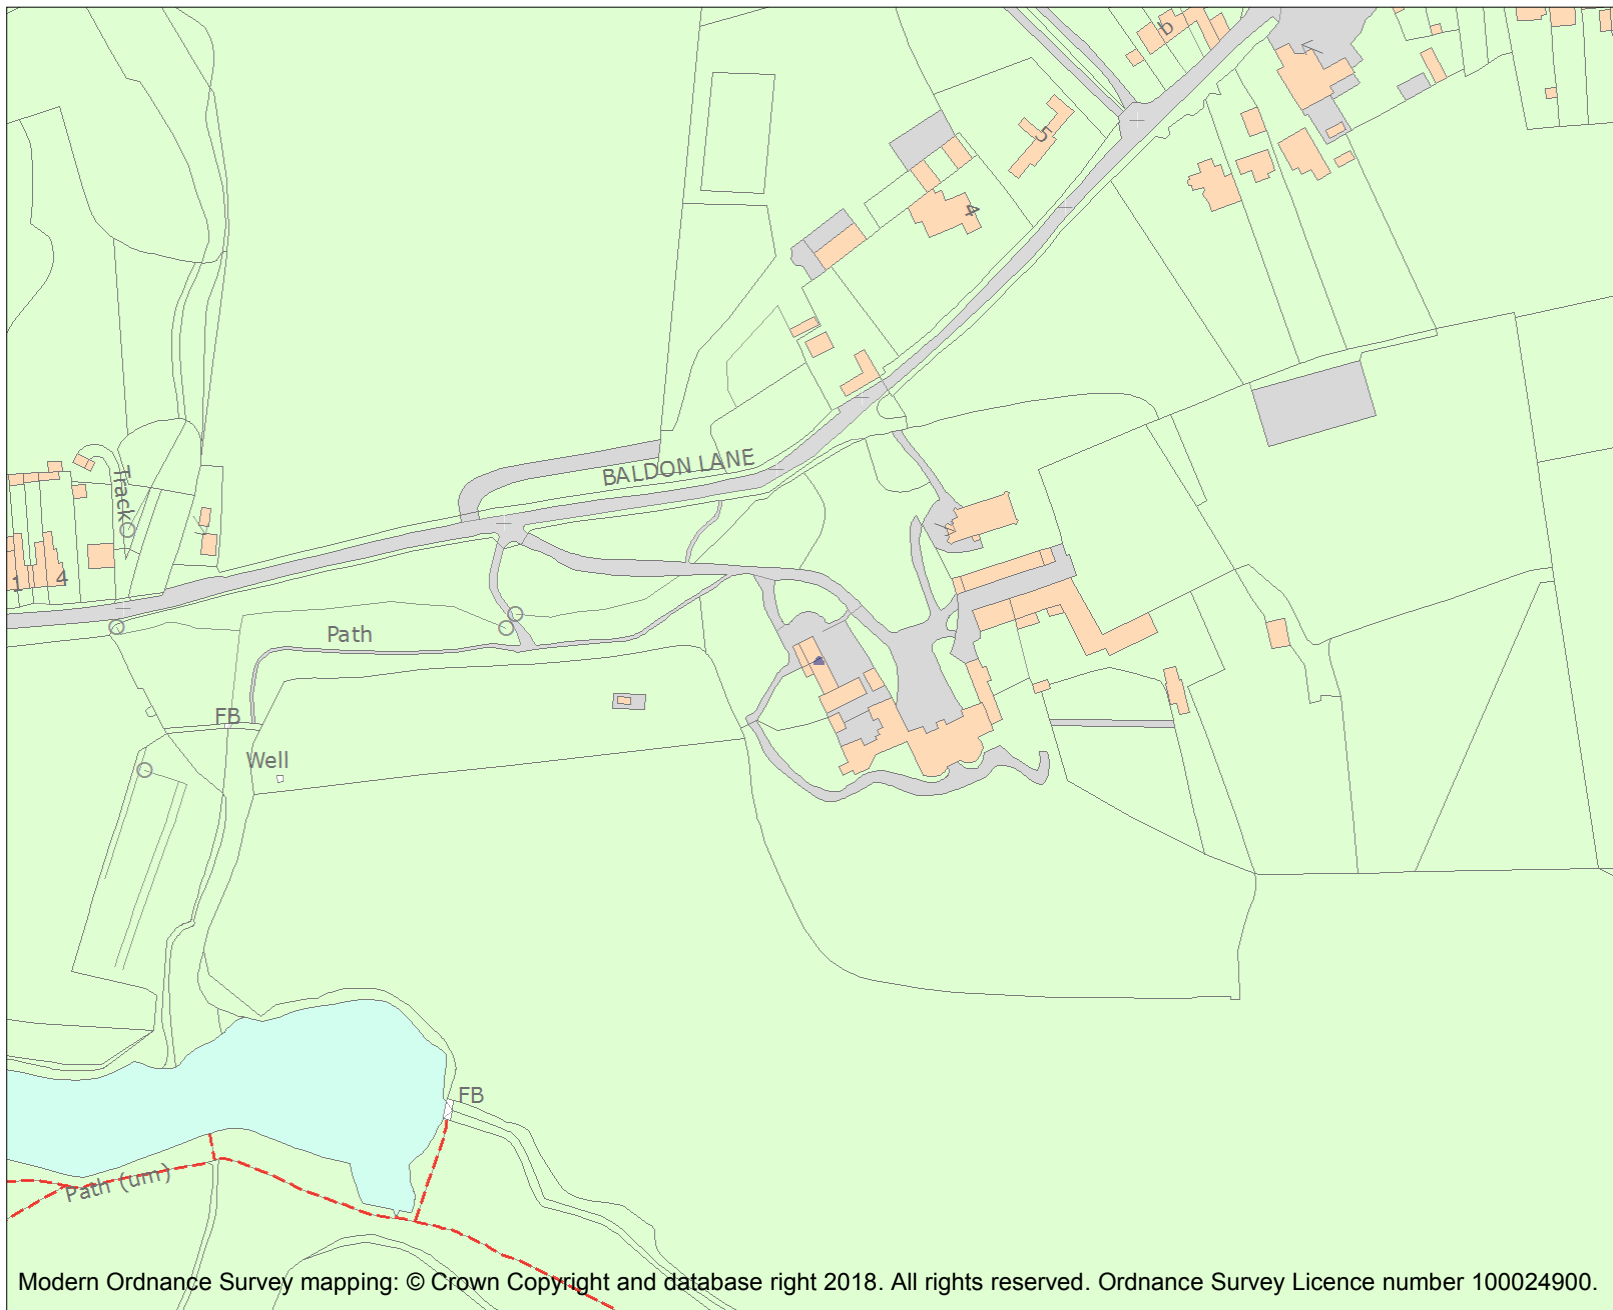 b
5
4
BALDON LANE
Track
1
4
Path
FB
Well
FB
Path (um)
Modern Ordnance Survey mapping: © Crown Copyright and database right 2018. All rights reserved. Ordnance Survey Licence number 100024900.